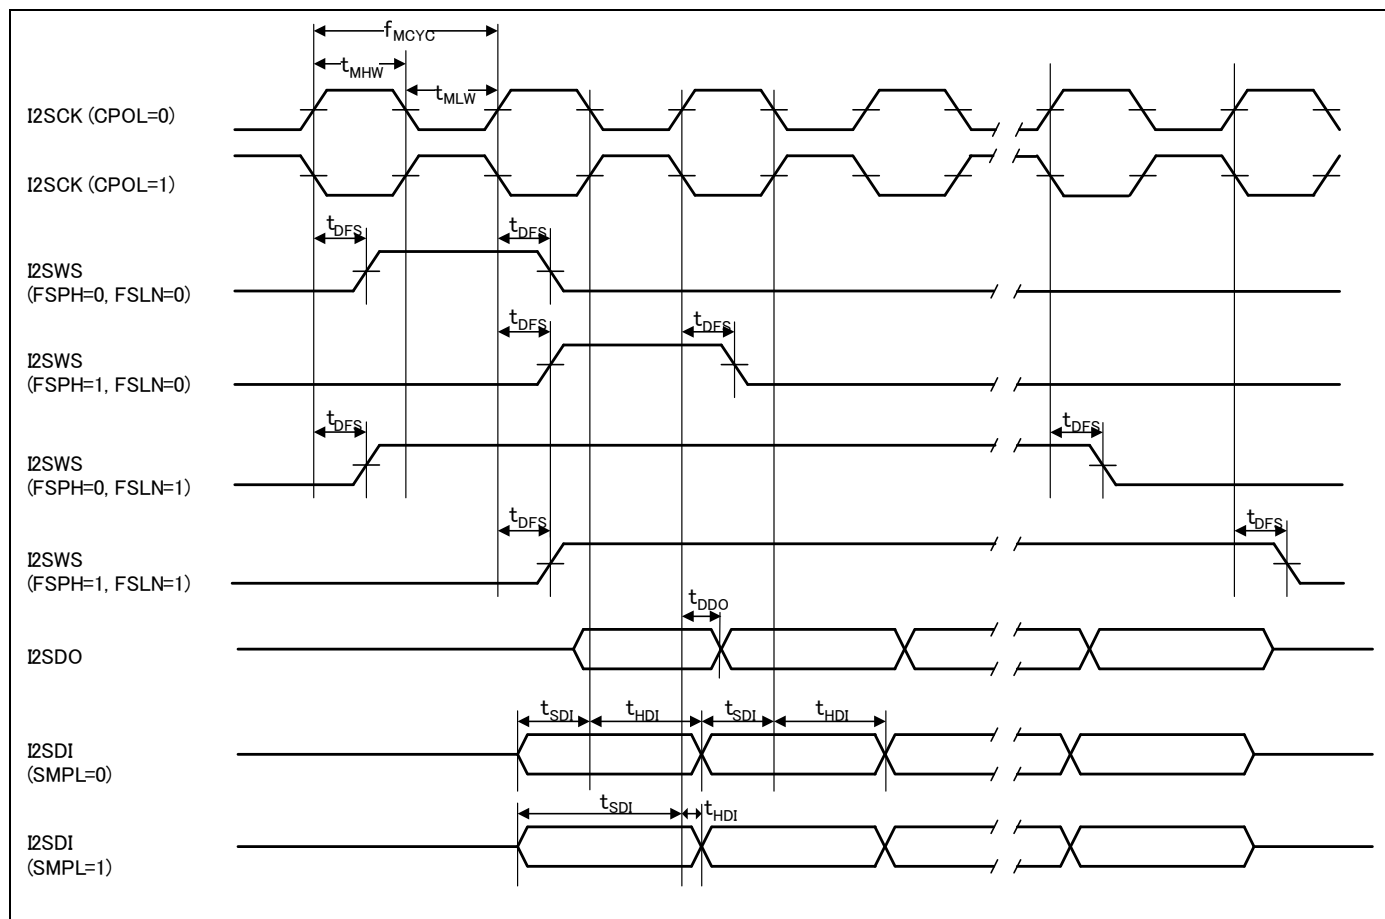 fMCYC
tMHW
tMLW
I2SCK (CPOL=0)
I2SCK (CPOL=1)
tDFS tDFS
I2SWS
(FSPH=0, FSLN=0)
tDFS tDFS
I2SWS
(FSPH=1, FSLN=0)
tDFS tDFS
I2SWS
(FSPH=0, FSLN=1)
tDFS tDFS
I2SWS
(FSPH=1, FSLN=1)
tDDO
I2SDO
tSDI tHDI tSDI tHDI
I2SDI
(SMPL=0)
tSDI tHDI
I2SDI
(SMPL=1)